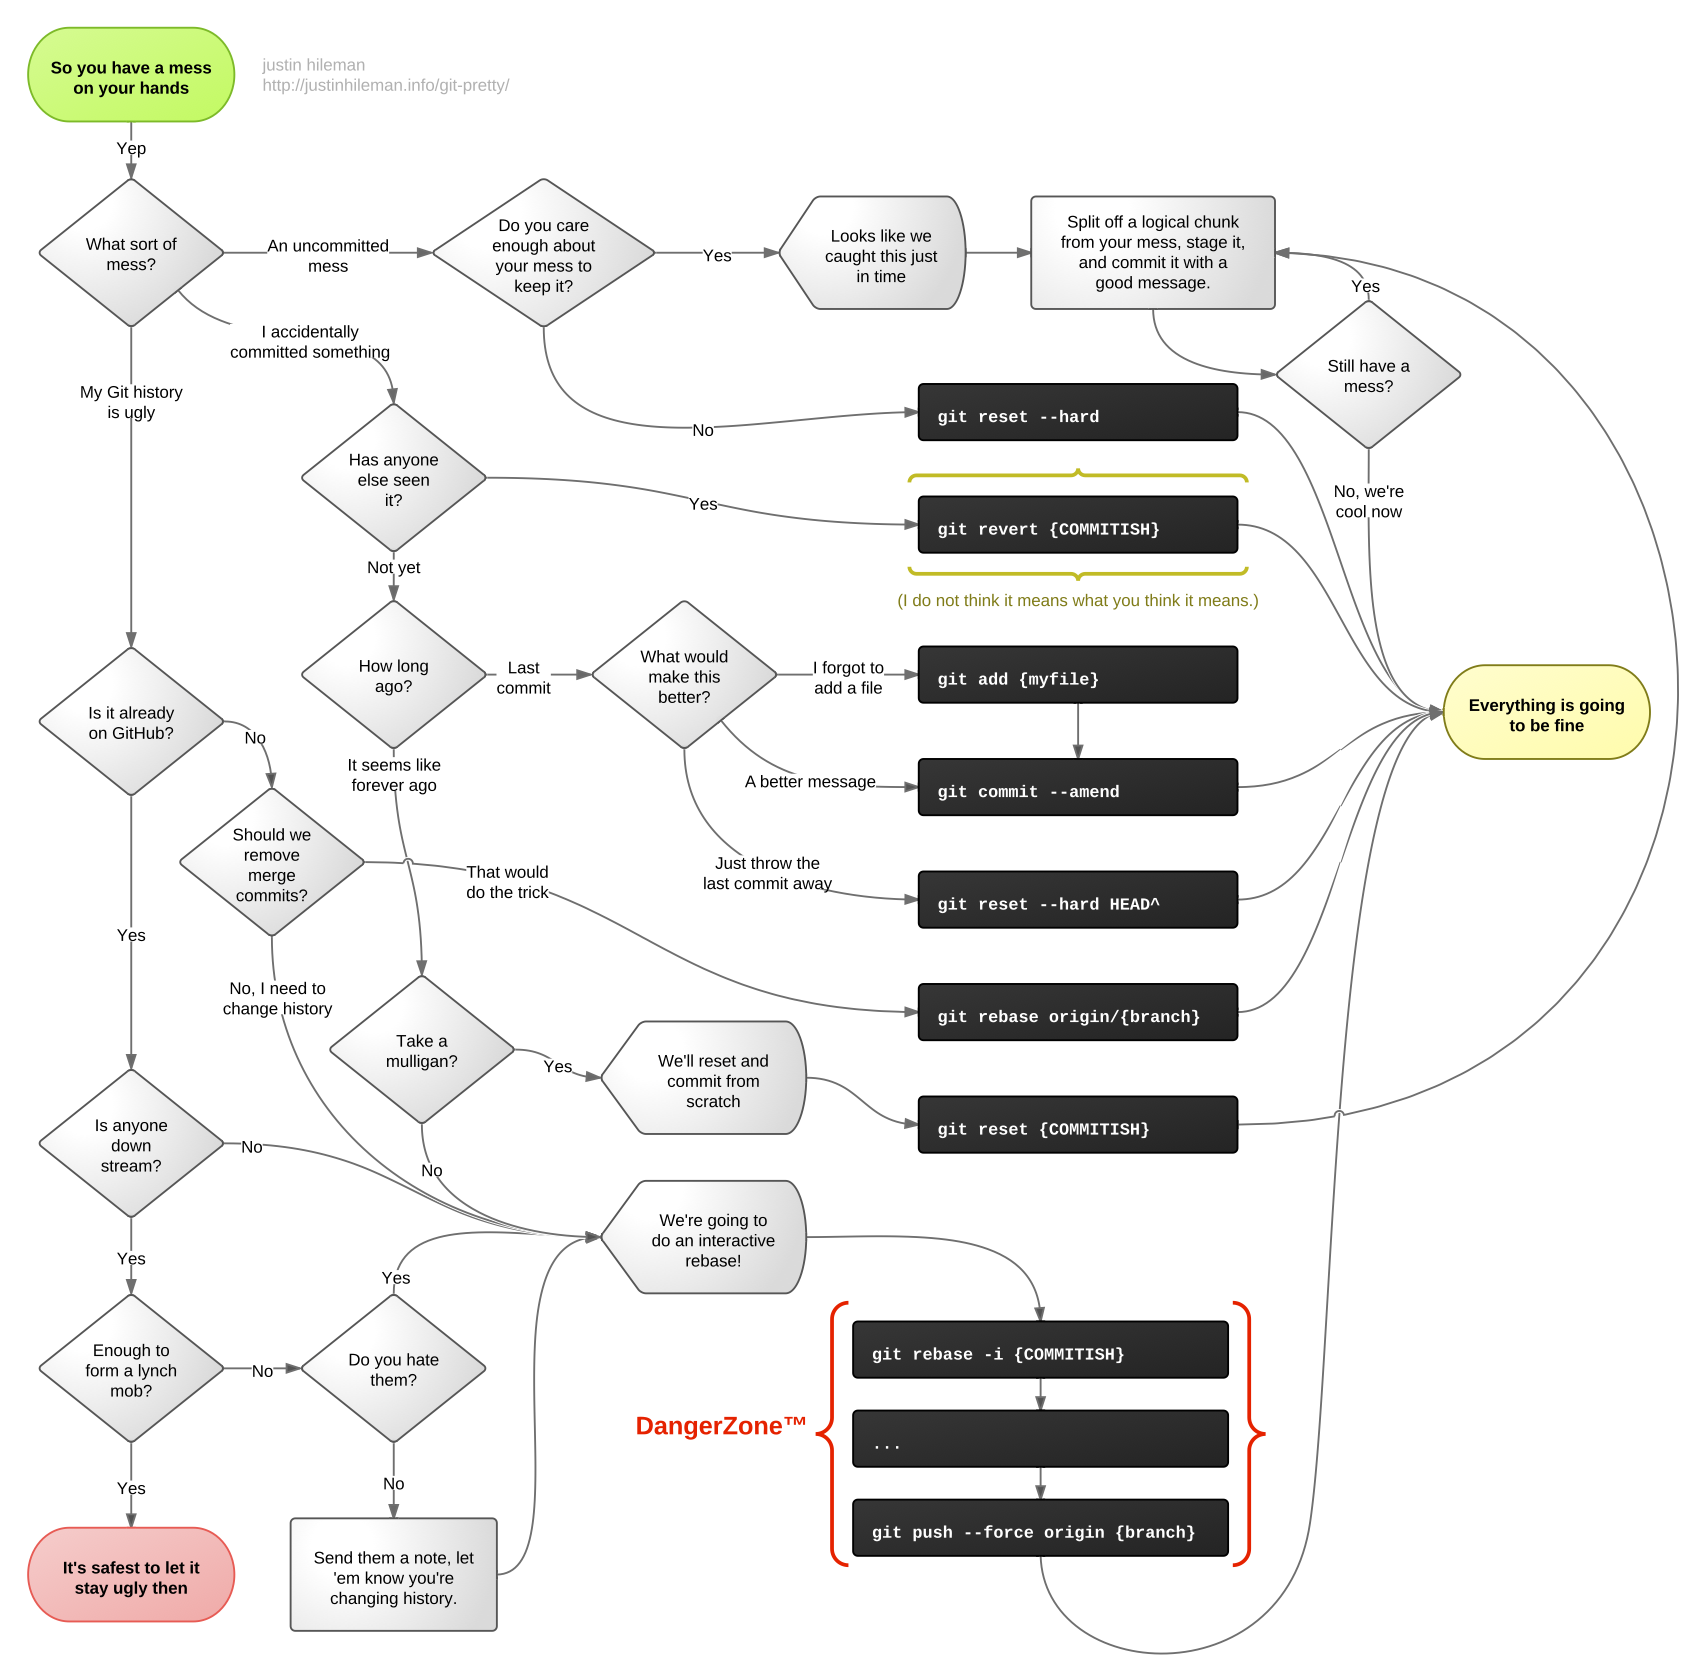 So you have a mess
on your hands
justin hileman
http://justinhileman.info/git-pretty/
Yep
What sort of
mess?
An uncommitted
mess
Do you care
enough about
your mess to
keep it?
Yes
Looks like we
caught this just
in time
Split off a logical chunk
from your mess, stage it,
and commit it with a
good message.
Yes
Still have a
mess?
I accidentally
committed something
My Git history
is ugly
No
git reset --hard
Has anyone
else seen
it?
Yes
git revert {COMMITISH}
(I do not think it means what you think it means.)
No, we're
cool now
Not yet
How long
ago?
Last
commit
What would
make this
better?
I forgot to
add a file
git add {myfile}
Everything is going
to be fine
Is it already
on GitHub?
No
It seems like
forever ago
A better message
git commit --amend
Should we
remove
merge
commits?
That would
do the trick
Just throw the
last commit away
git reset --hard HEAD^
Yes
No, I need to
change history
git rebase origin/{branch}
Take a
mulligan?
Yes
We'll reset and
commit from
scratch
git reset {COMMITISH}
Is anyone
down
stream?
No
No
We're going to
do an interactive
rebase!
Yes
Yes
Enough to
form a lynch
mob?
No
Do you hate
them?
git rebase -i {COMMITISH}
DangerZone™
...
Yes
No
git push --force origin {branch}
It's safest to let it
stay ugly then
Send them a note, let
'em know you're
changing history.